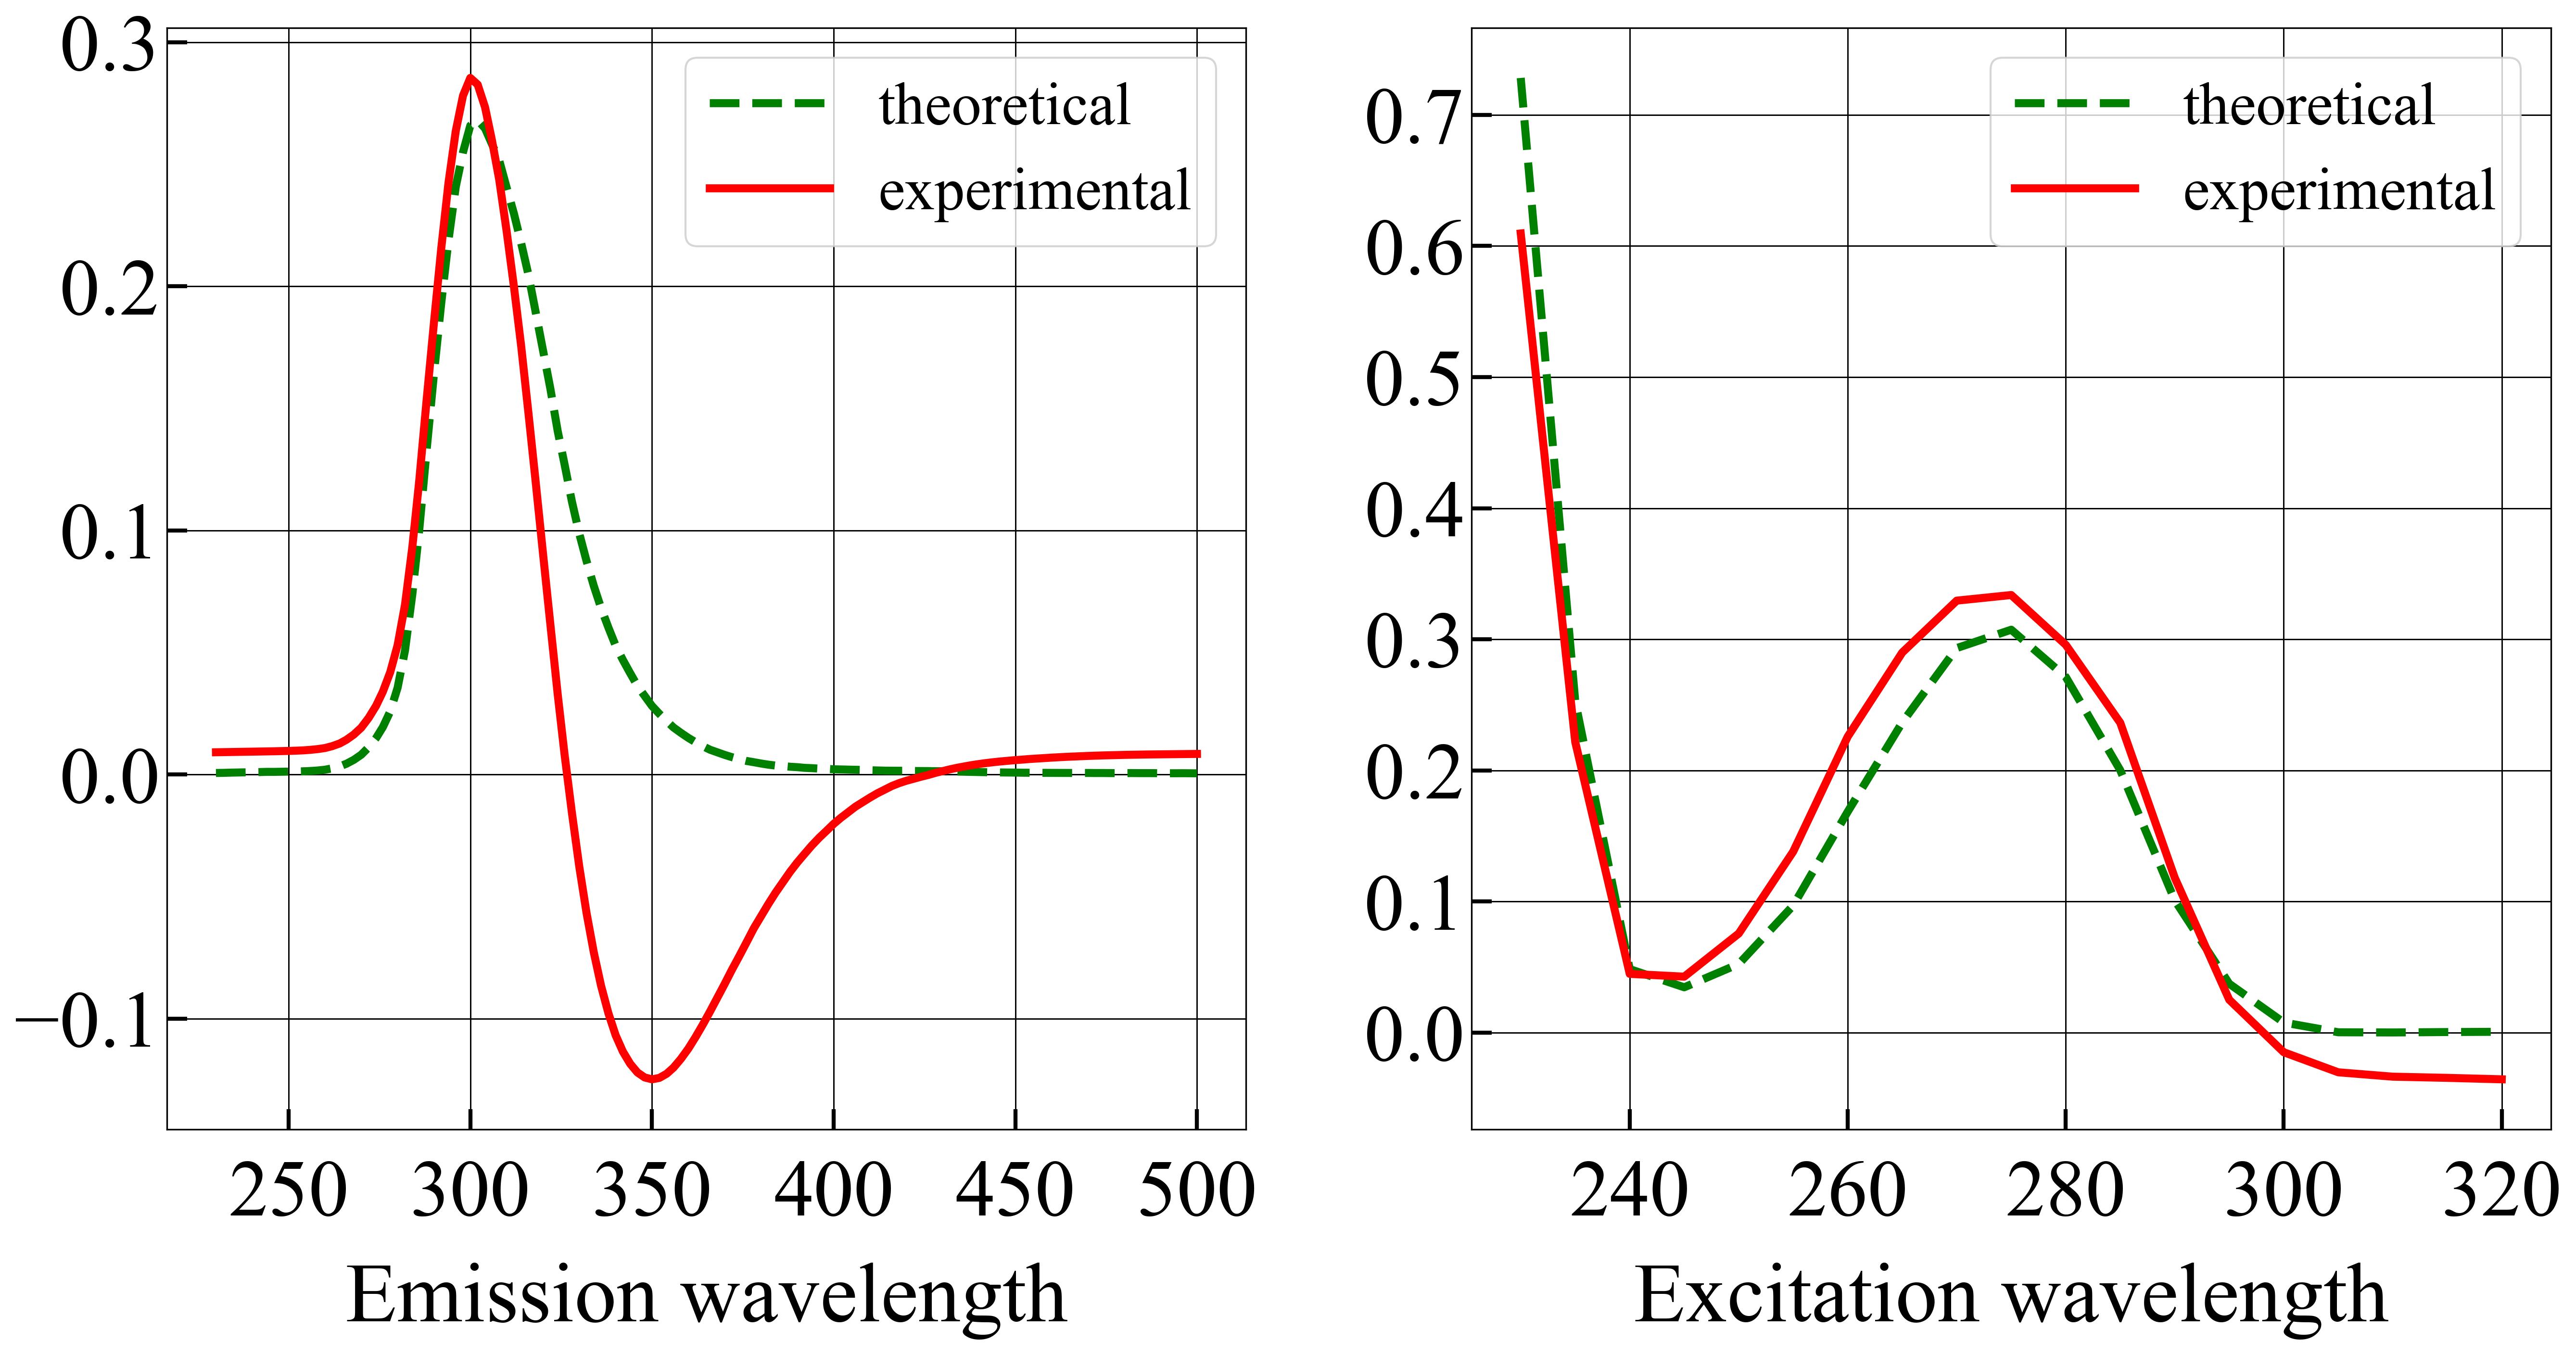 0.3
0.2
0.1
0.0
−0.1
250 300 350 400 450 500
Emission wavelength
theoretical
experimental
0.7
0.6
0.5
0.4
0.3
0.2
0.1
0.0
240 260 280 300 320
Excitation wavelength
theoretical
experimental